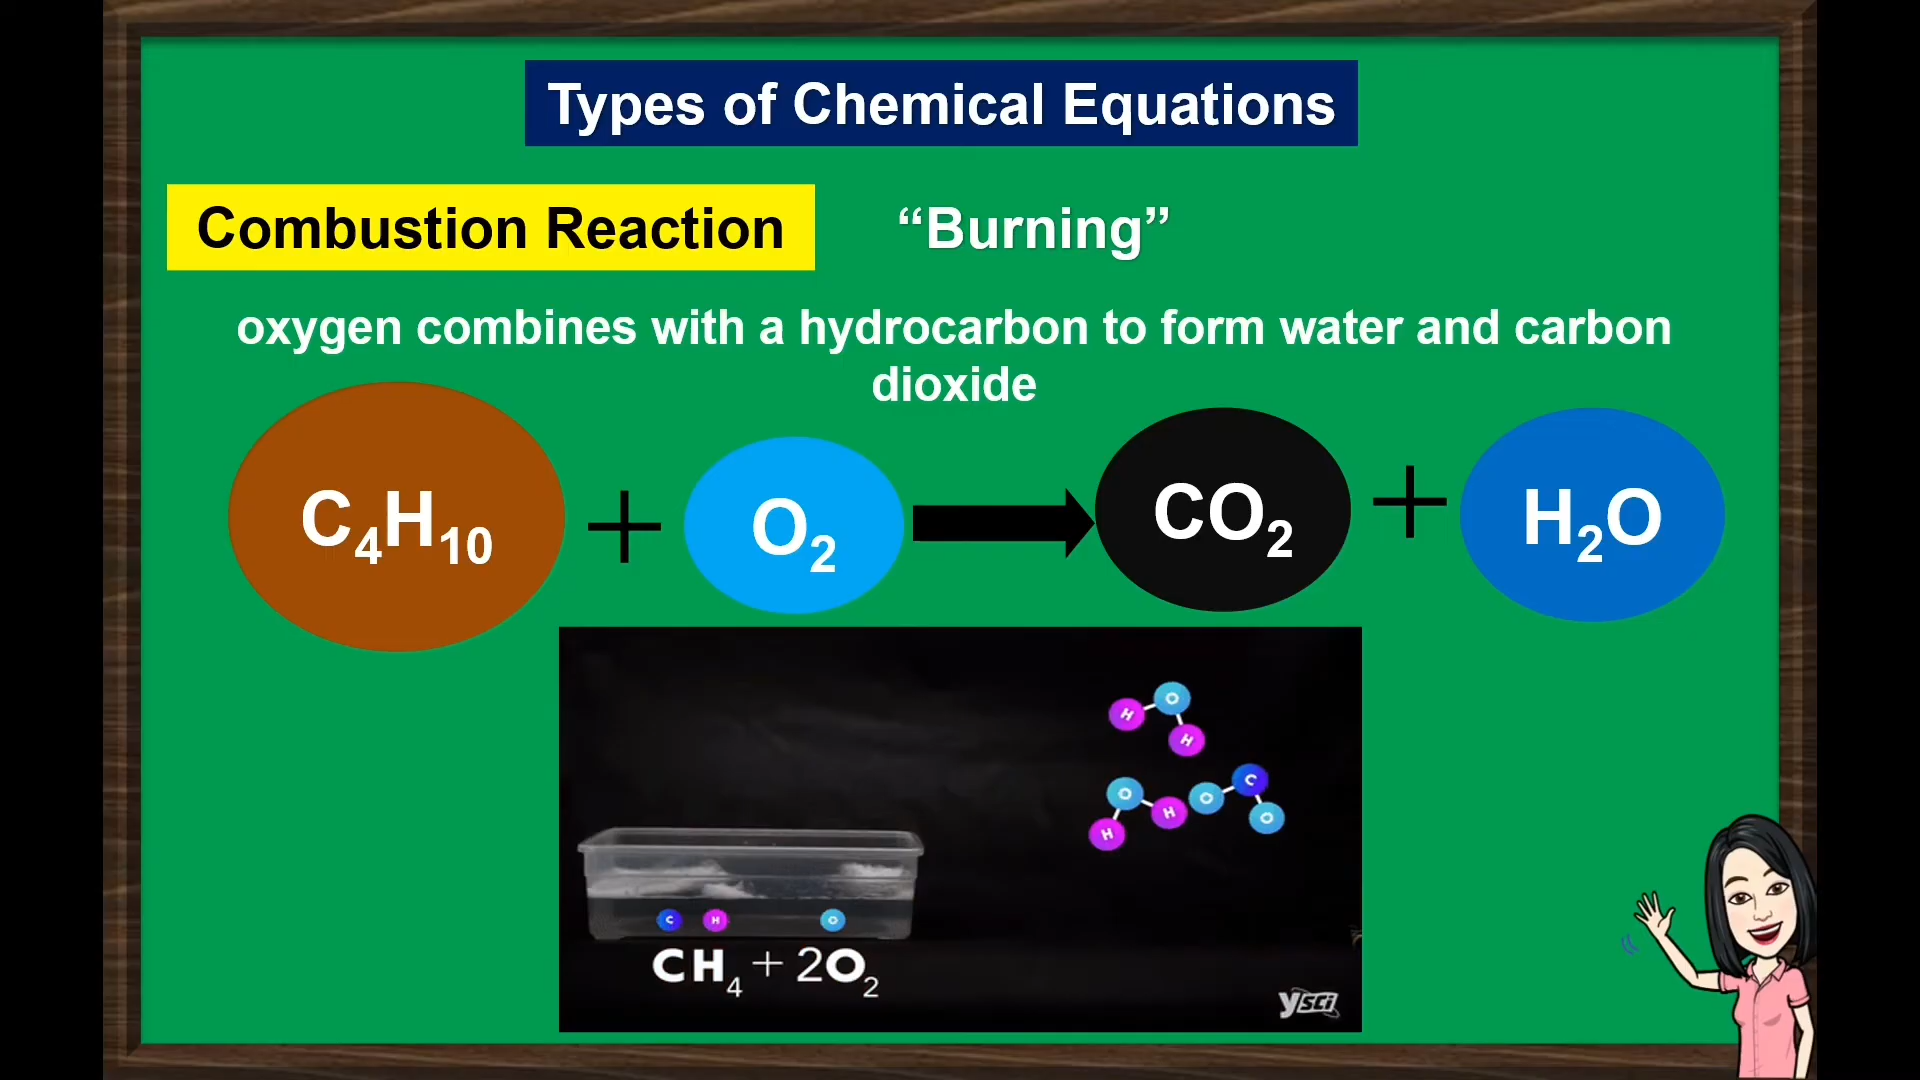 Types of Chemical Equations
Combustion Reaction
“Burning”
oxygen combines with a hydrocarbon to form water and carbon
dioxide
C₄H₁₀ + O₂ → CO₂ + H₂O
H O
H
O H O C
H O
C H O
CH₄ + 2O₂
ysci